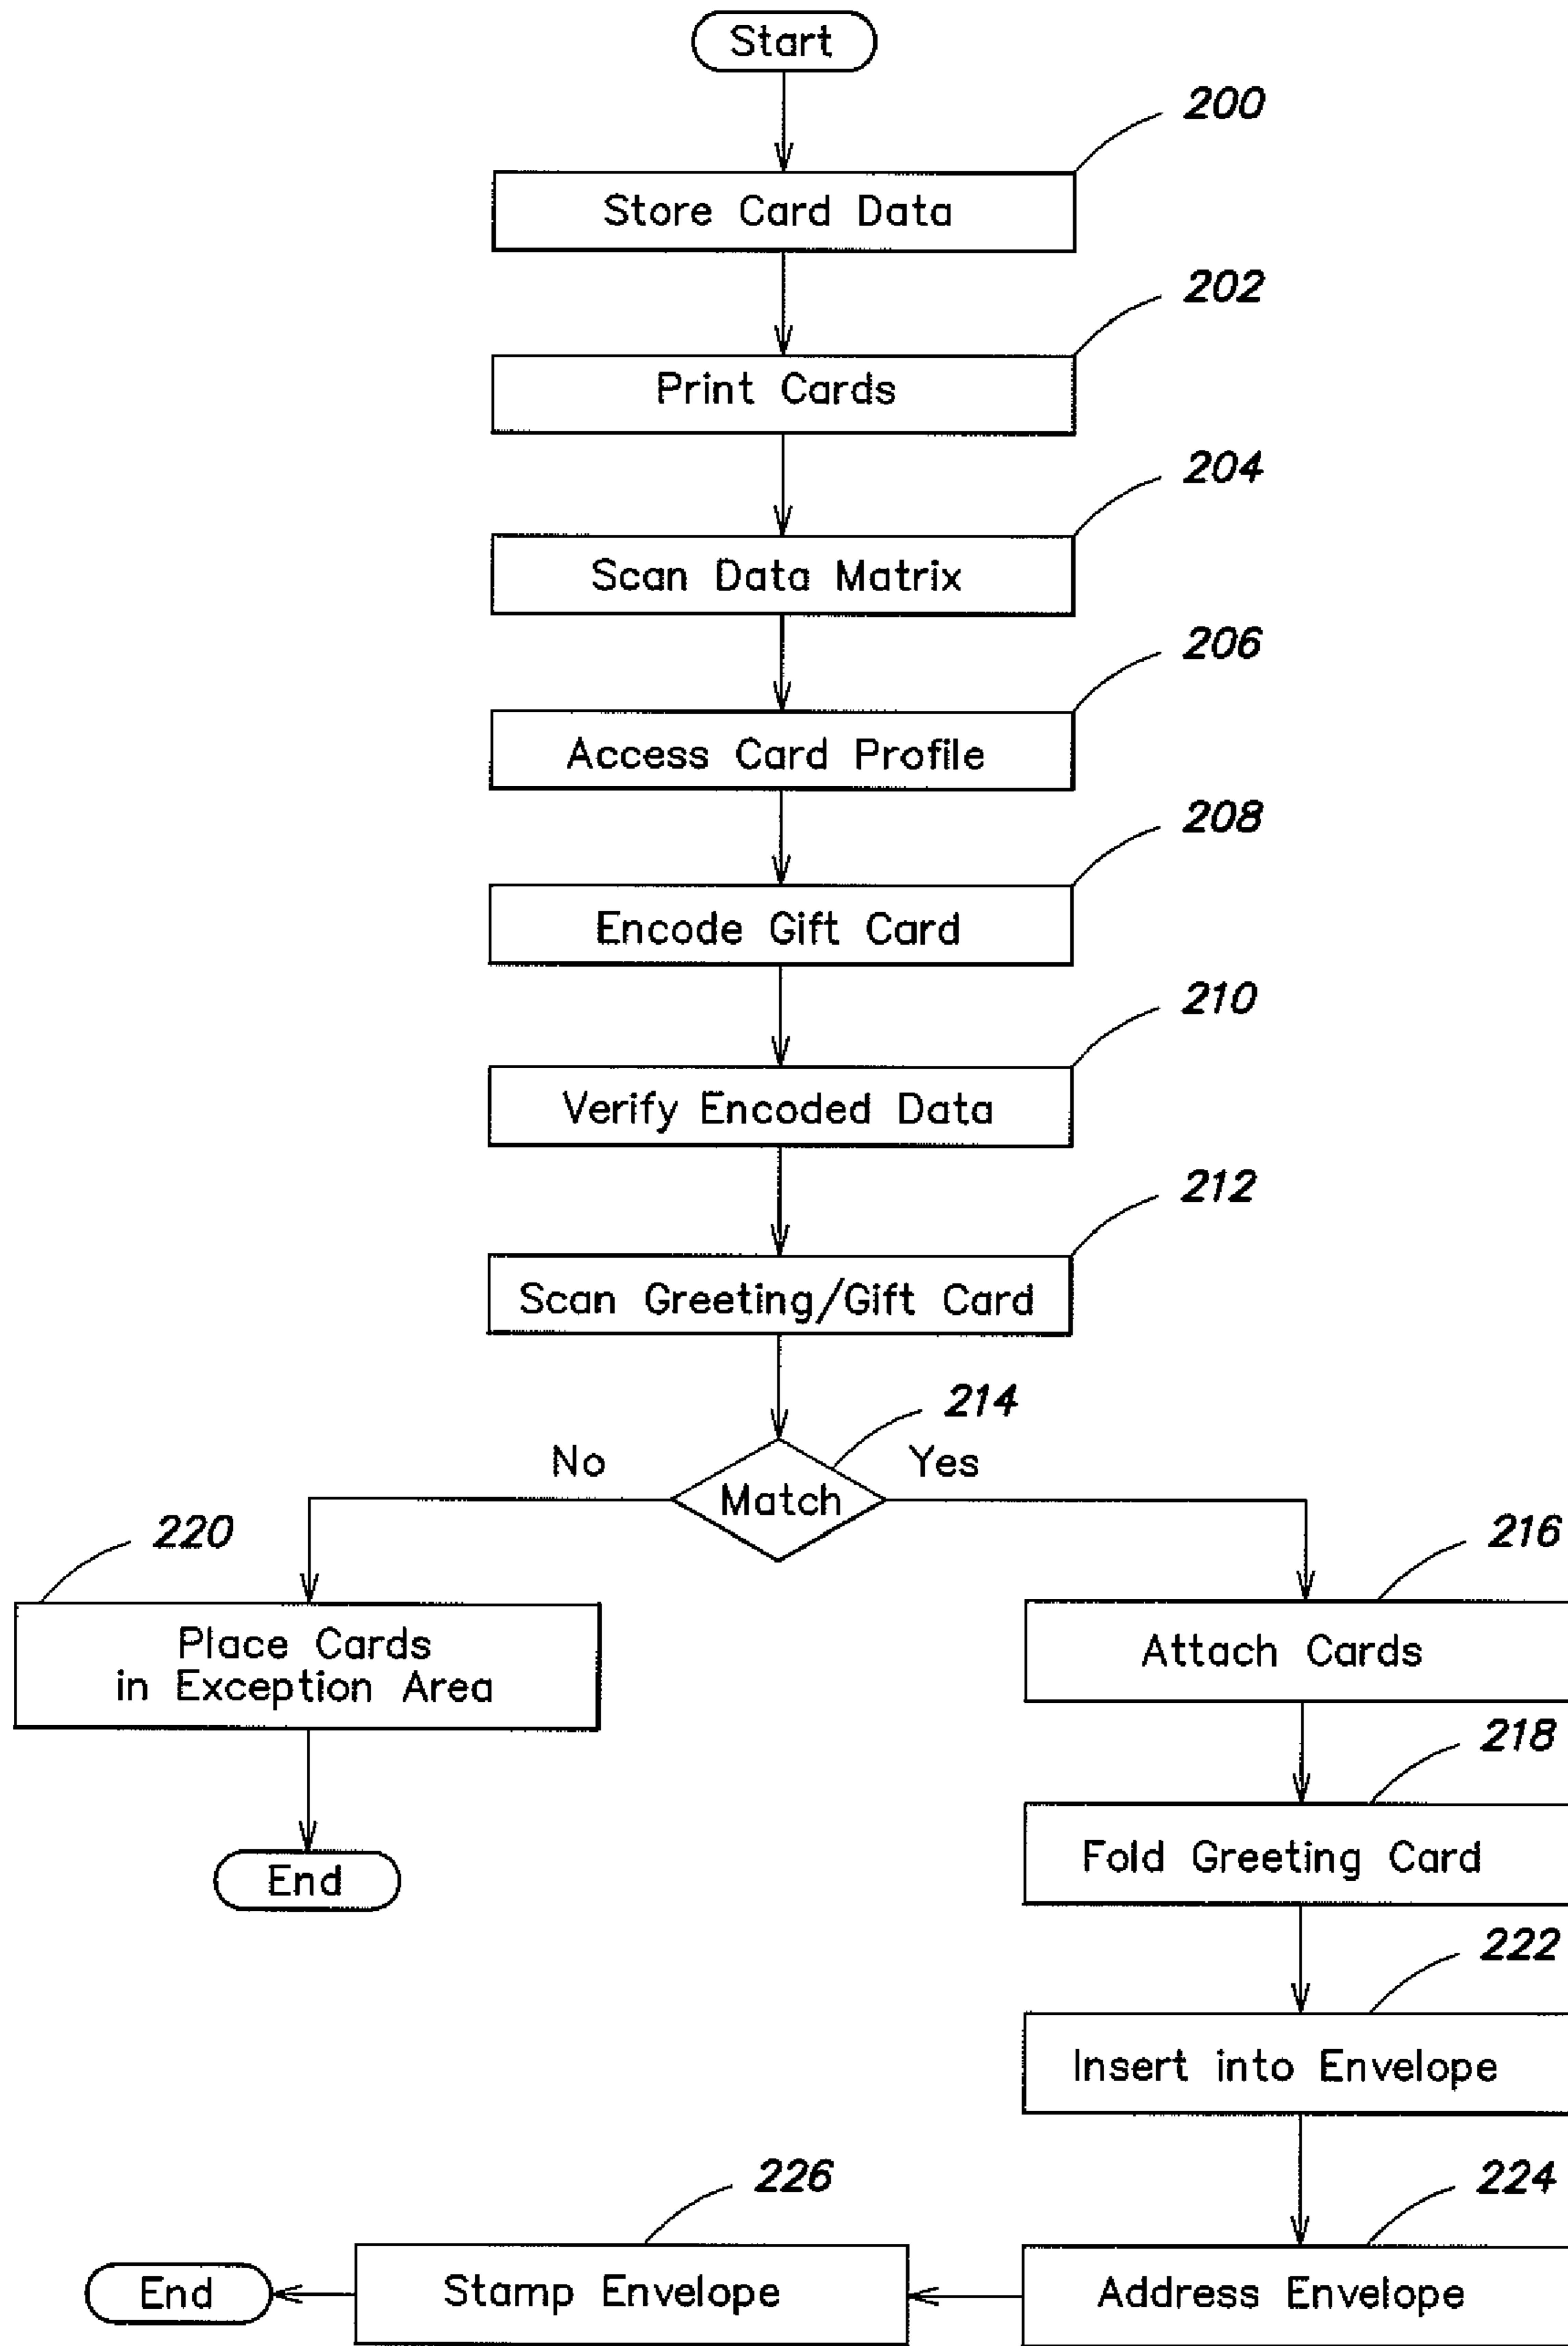 Start
200
Store Card Data
202
Print Cards
204
Scan Data Matrix
206
Access Card Profile
208
Encode Gift Card
210
Verify Encoded Data
212
Scan Greeting/Gift Card
214
No
Yes
Match
220
Place Cards
in Exception Area
End
216
Attach Cards
218
Fold Greeting Card
222
Insert into Envelope
224
Address Envelope
226
Stamp Envelope
End